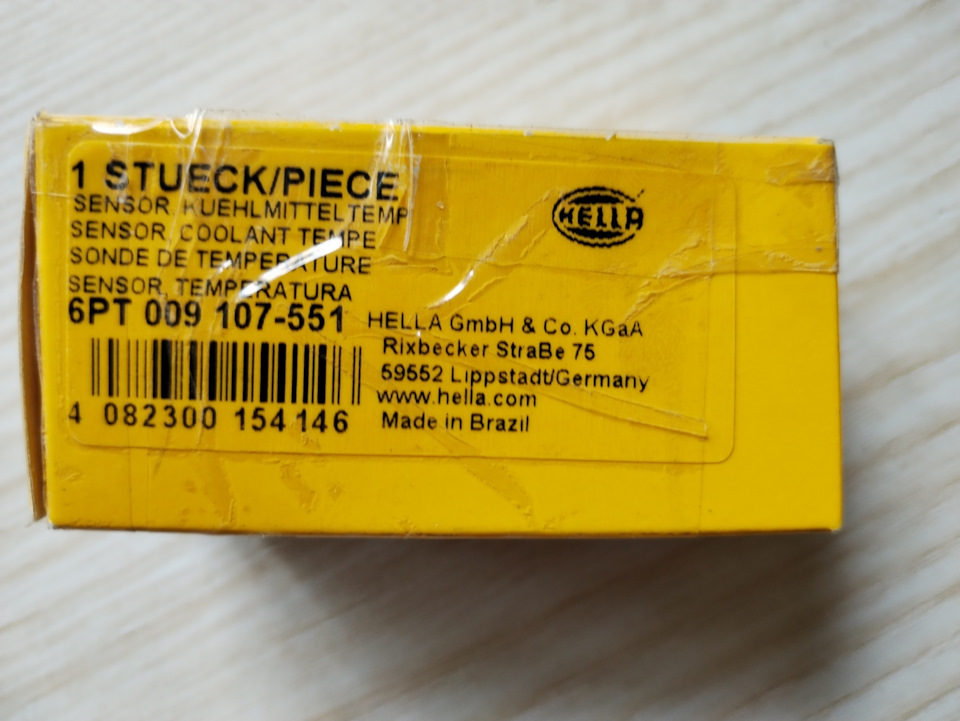 1 STUECK/PIECE
SENSOR, KUEHLMITTELTEMP
SENSOR, COOLANT TEMPE
SONDE DE TEMPERATURE
SENSOR, TEMPERATURA
6PT 009 107-551
4 082300 154146
HELLA
HELLA GmbH & Co. KGaA
Rixbecker StraBe 75
59552 Lippstadt/Germany
www.hella.com
Made in Brazil